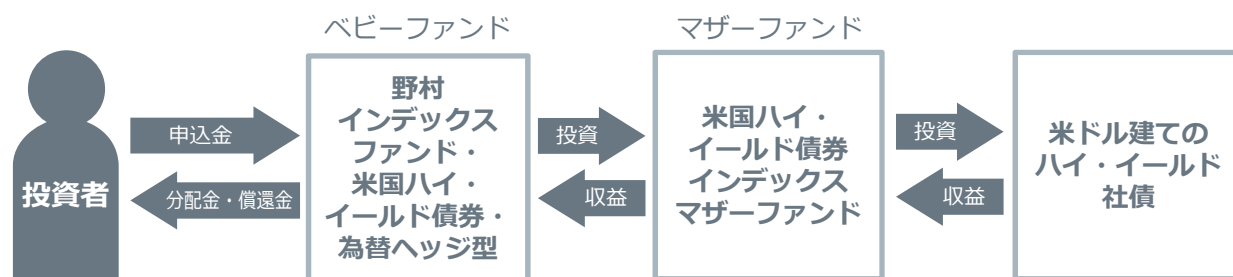 ベビーファンド
マザーファンド
投資者
申込金
分配金・償還金
野村
インデックス
ファンド・
米国ハイ・
イールド債券・
為替ヘッジ型
投資
収益
米国ハイ・
イールド債券
インデックス
マザーファンド
投資
収益
米ドル建ての
ハイ・イールド
社債